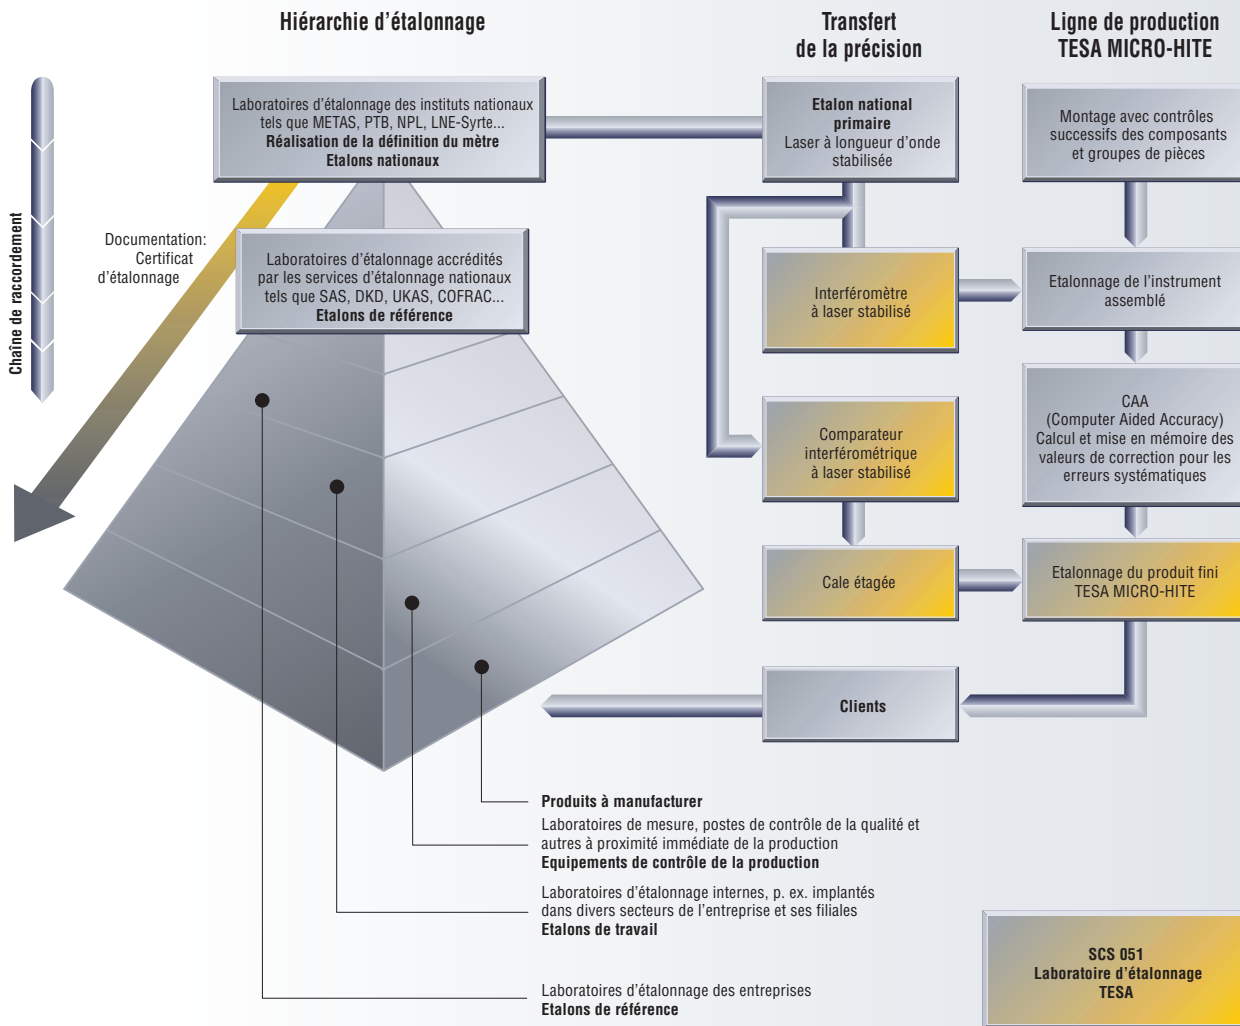 Hiérarchie d'étalonnage
Transfert
de la précision
Ligne de production
TESA MICRO-HITE
Chaîne de raccordement
Documentation:
Certificat
d'étalonnage
Laboratoires d'étalonnage des instituts nationaux
tels que METAS, PTB, NPL, LNE-Syrte...
Réalisation de la définition du mètre
Etalons nationaux
Laboratoires d'étalonnage accrédités
par les services d'étalonnage nationaux
tels que SAS, DKD, UKAS, COFRAC...
Etalons de référence
Etalon national
primaire
Laser à longueur d'onde
stabilisée
Interféromètre
à laser stabilisé
Comparateur
interférométrique
à laser stabilisé
Cale étagée
Clients
Montage avec contrôles
successifs des composants
et groupes de pièces
Etalonnage de l'instrument
assemblé
CAA
(Computer Aided Accuracy)
Calcul et mise en mémoire des
valeurs de correction pour les
erreurs systématiques
Etalonnage du produit fini
TESA MICRO-HITE
Produits à manufacturer
Laboratoires de mesure, postes de contrôle de la qualité et
autres à proximité immédiate de la production
Equipements de contrôle de la production
Laboratoires d'étalonnage internes, p. ex. implantés
dans divers secteurs de l'entreprise et ses filiales
Etalons de travail
Laboratoires d'étalonnage des entreprises
Etalons de référence
SCS 051
Laboratoire d'étalonnage
TESA